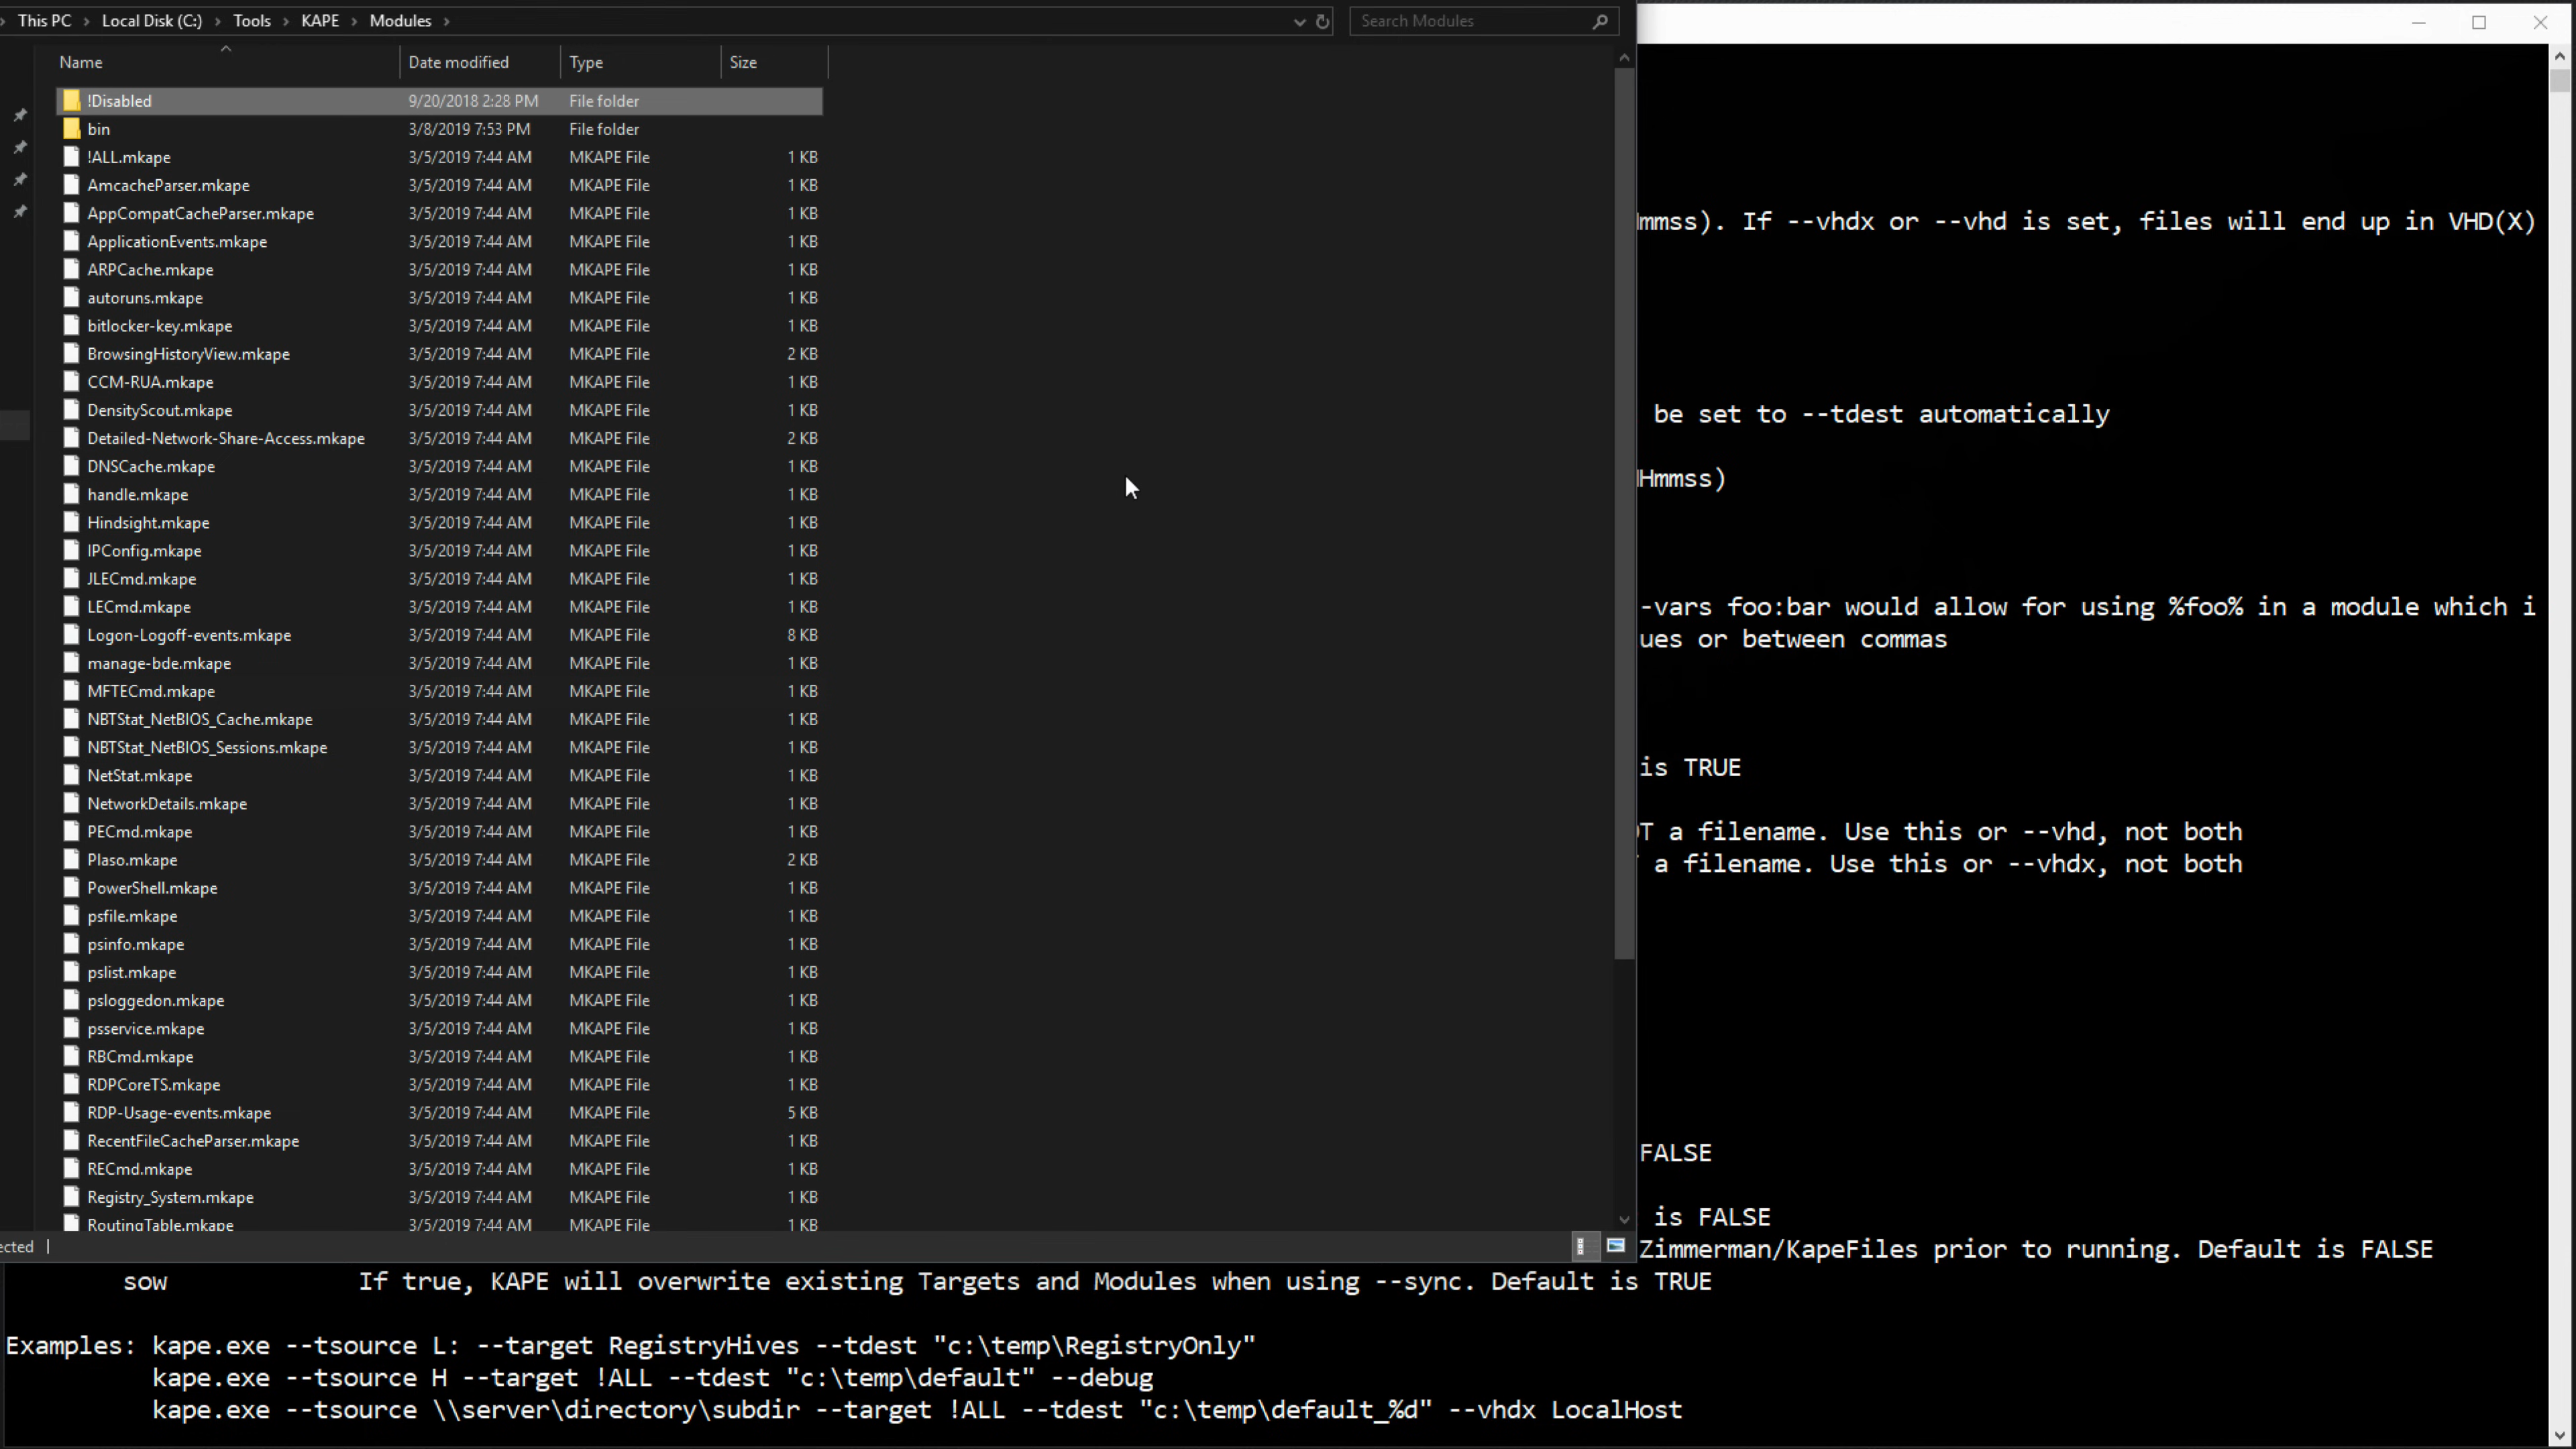 This PC > Local Disk (C:) > Tools > KAPE > Modules >
Search Modules
Name Date modified Type Size
!Disabled 9/20/2018 2:28 PM File folder
bin 3/8/2019 7:53 PM File folder
!ALL.mkape 3/5/2019 7:44 AM MKAPE File 1 KB
AmcacheParser.mkape 3/5/2019 7:44 AM MKAPE File 1 KB
AppCompatCacheParser.mkape 3/5/2019 7:44 AM MKAPE File 1 KB
ApplicationEvents.mkape 3/5/2019 7:44 AM MKAPE File 1 KB
ARPCache.mkape 3/5/2019 7:44 AM MKAPE File 1 KB
autoruns.mkape 3/5/2019 7:44 AM MKAPE File 1 KB
bitlocker-key.mkape 3/5/2019 7:44 AM MKAPE File 1 KB
BrowsingHistoryView.mkape 3/5/2019 7:44 AM MKAPE File 2 KB
CCM-RUA.mkape 3/5/2019 7:44 AM MKAPE File 1 KB
DensityScout.mkape 3/5/2019 7:44 AM MKAPE File 1 KB
Detailed-Network-Share-Access.mkape 3/5/2019 7:44 AM MKAPE File 2 KB
DNSCache.mkape 3/5/2019 7:44 AM MKAPE File 1 KB
handle.mkape 3/5/2019 7:44 AM MKAPE File 1 KB
Hindsight.mkape 3/5/2019 7:44 AM MKAPE File 1 KB
IPConfig.mkape 3/5/2019 7:44 AM MKAPE File 1 KB
JLECmd.mkape 3/5/2019 7:44 AM MKAPE File 1 KB
LECmd.mkape 3/5/2019 7:44 AM MKAPE File 1 KB
Logon-Logoff-events.mkape 3/5/2019 7:44 AM MKAPE File 8 KB
manage-bde.mkape 3/5/2019 7:44 AM MKAPE File 1 KB
MFTECmd.mkape 3/5/2019 7:44 AM MKAPE File 1 KB
NBTStat_NetBIOS_Cache.mkape 3/5/2019 7:44 AM MKAPE File 1 KB
NBTStat_NetBIOS_Sessions.mkape 3/5/2019 7:44 AM MKAPE File 1 KB
NetStat.mkape 3/5/2019 7:44 AM MKAPE File 1 KB
NetworkDetails.mkape 3/5/2019 7:44 AM MKAPE File 1 KB
PECmd.mkape 3/5/2019 7:44 AM MKAPE File 1 KB
Plaso.mkape 3/5/2019 7:44 AM MKAPE File 2 KB
PowerShell.mkape 3/5/2019 7:44 AM MKAPE File 1 KB
psfile.mkape 3/5/2019 7:44 AM MKAPE File 1 KB
psinfo.mkape 3/5/2019 7:44 AM MKAPE File 1 KB
pslist.mkape 3/5/2019 7:44 AM MKAPE File 1 KB
psloggedon.mkape 3/5/2019 7:44 AM MKAPE File 1 KB
psservice.mkape 3/5/2019 7:44 AM MKAPE File 1 KB
RBCmd.mkape 3/5/2019 7:44 AM MKAPE File 1 KB
RDPCoreTS.mkape 3/5/2019 7:44 AM MKAPE File 1 KB
RDP-Usage-events.mkape 3/5/2019 7:44 AM MKAPE File 5 KB
RecentFileCacheParser.mkape 3/5/2019 7:44 AM MKAPE File 1 KB
RECmd.mkape 3/5/2019 7:44 AM MKAPE File 1 KB
Registry_System.mkape 3/5/2019 7:44 AM MKAPE File 1 KB
RoutingTable.mkape 3/5/2019 7:44 AM MKAPE File 1 KB
ected
mmss). If --vhdx or --vhd is set, files will end up in VHD(X)
be set to --tdest automatically
Hmmss)
-vars foo:bar would allow for using %foo% in a module which i
ues or between commas
is TRUE
OT a filename. Use this or --vhd, not both
a filename. Use this or --vhdx, not both
FALSE
is FALSE
Zimmerman/KapeFiles prior to running. Default is FALSE
sow If true, KAPE will overwrite existing Targets and Modules when using --sync. Default is TRUE
Examples: kape.exe --tsource L: --target RegistryHives --tdest "c:\temp\RegistryOnly"
kape.exe --tsource H --target !ALL --tdest "c:\temp\default" --debug
kape.exe --tsource \\server\directory\subdir --target !ALL --tdest "c:\temp\default_%d" --vhdx LocalHost